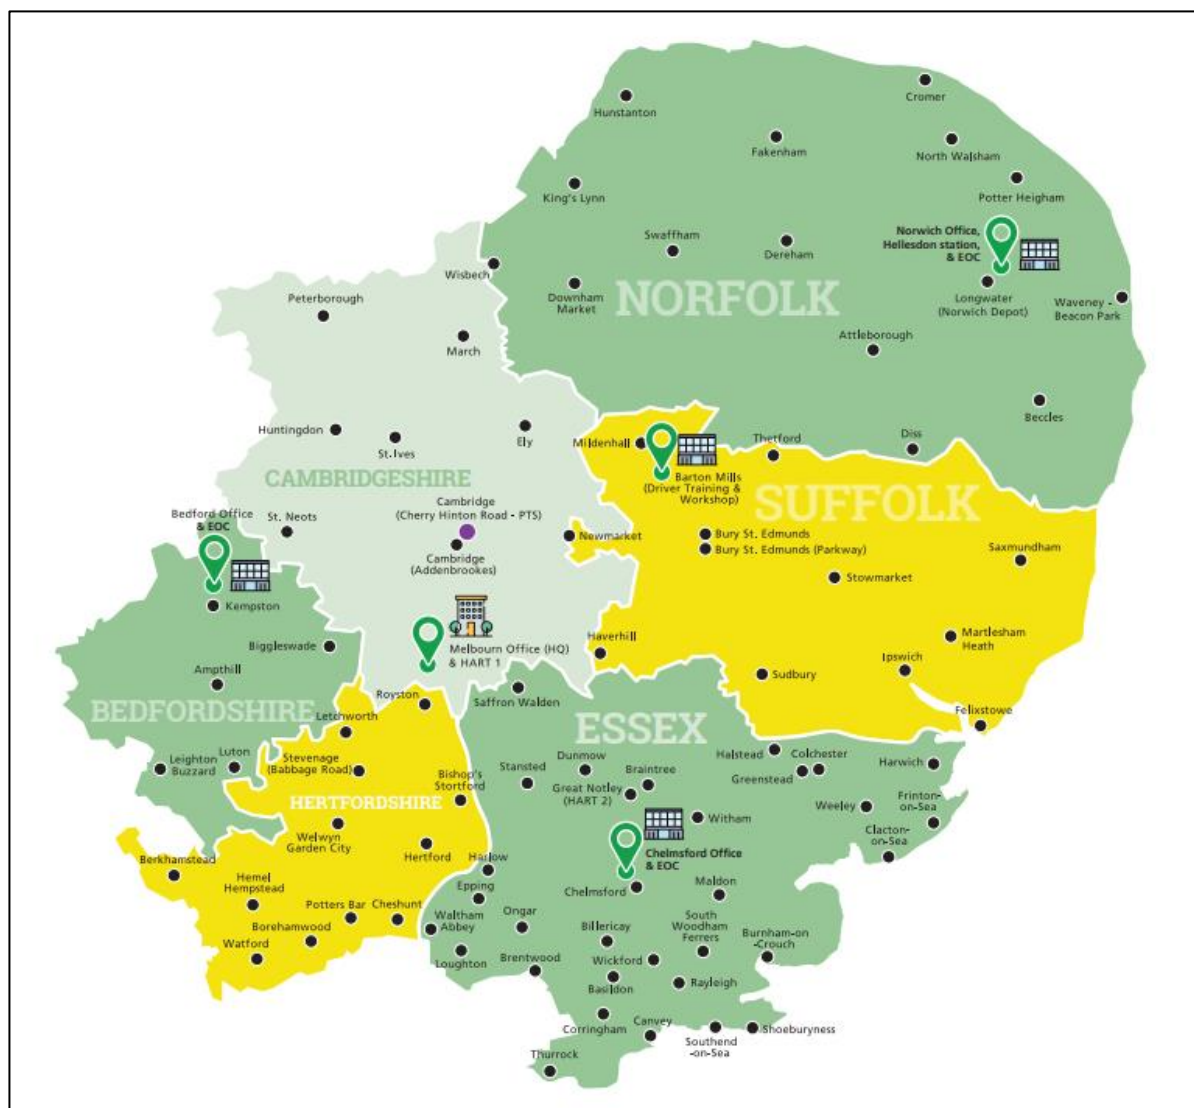 Cromer
Hunstanton
Fakenham
North Walsham
King's Lynn
Potter Heigham
Norwich Office,
Hellesdon station,
& EOC
Swaffham
Dereham
Wisbech
Peterborough
Downham
Market
NORFOLK
Longwater
(Norwich Depot)
Waveney -
Beacon Park
March
Attleborough
Beccles
Huntingdon
St. Ives
Ely
Mildenhall
Thetford
Diss
CAMBRIDGESHIRE
Barton Mills
(Driver Training &
Workshop)
SUFFOLK
Cambridge
(Cherry Hinton Road - PTS)
Bedford Office
& EOC
St. Neots
Newmarket
Bury St. Edmunds
Bury St. Edmunds (Parkway)
Saxmundham
Cambridge
(Addenbrookes)
Stowmarket
Kempston
Biggleswade
Melbourn Office (HQ)
& HART 1
Haverhill
Martlesham
Heath
Ampthill
Ipswich
Sudbury
Royston
Saffron Walden
BEDFORDSHIRE
Letchworth
ESSEX
Felixstowe
Leighton
Buzzard
Luton
Stevenage
(Babbage Road)
Bishop's
Stortford
Stansted
Dunmow
Braintree
Great Notley
(HART 2)
Halstead
Colchester
Greenstead
Harwich
HERTFORDSHIRE
Weeley
Frinton-
on-Sea
Witham
Clacton-
on-Sea
Welwyn
Garden City
Hertford
Harlow
Chelmsford Office
& EOC
Berkhamstead
Hemel
Hempstead
Epping
Chelmsford
Maldon
Potters Bar
Cheshunt
Waltham
Abbey
Ongar
Billericay
South
Woodham
Ferrers
Burnham-on
-Crouch
Borehamwood
Watford
Loughton
Brentwood
Wickford
Basildon
Rayleigh
Corringham
Canvey
Southend
-on-Sea
Shoeburyness
Thurrock